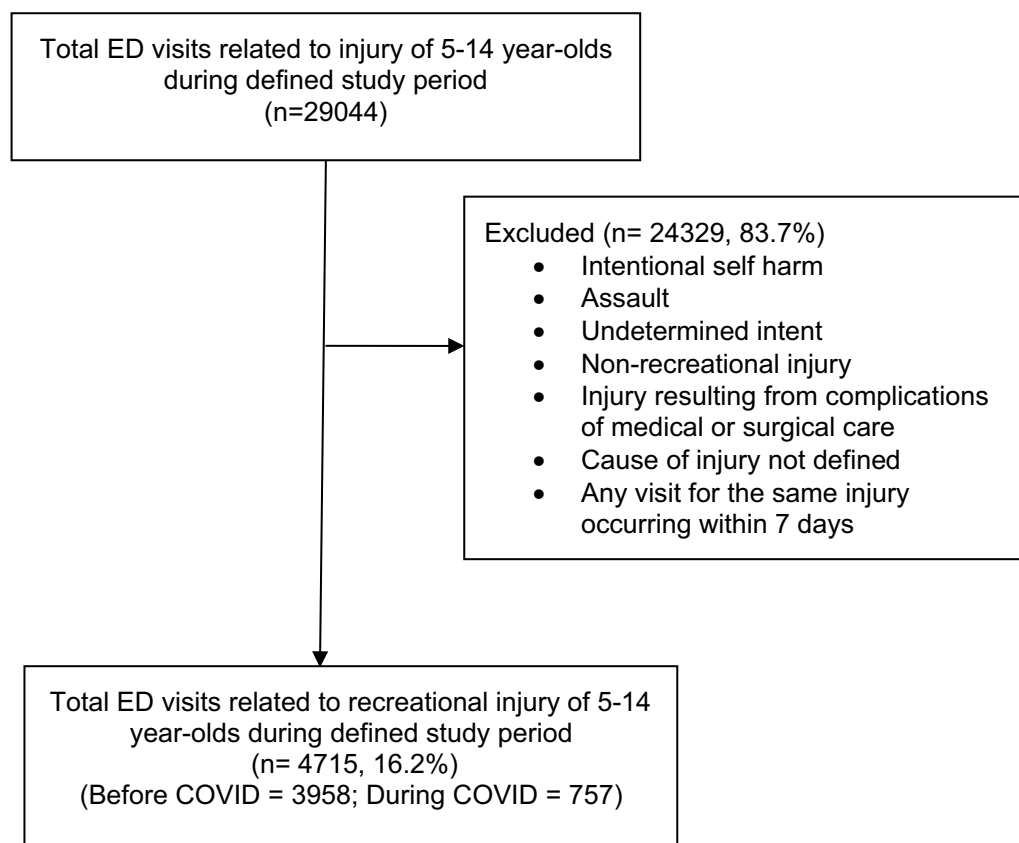 Total ED visits related to injury of 5-14 year-olds
during defined study period
(n=29044)
Excluded (n= 24329, 83.7%)
• Intentional self harm
• Assault
• Undetermined intent
• Non-recreational injury
• Injury resulting from complications
of medical or surgical care
• Cause of injury not defined
• Any visit for the same injury
occurring within 7 days
Total ED visits related to recreational injury of 5-14
year-olds during defined study period
(n= 4715, 16.2%)
(Before COVID = 3958; During COVID = 757)